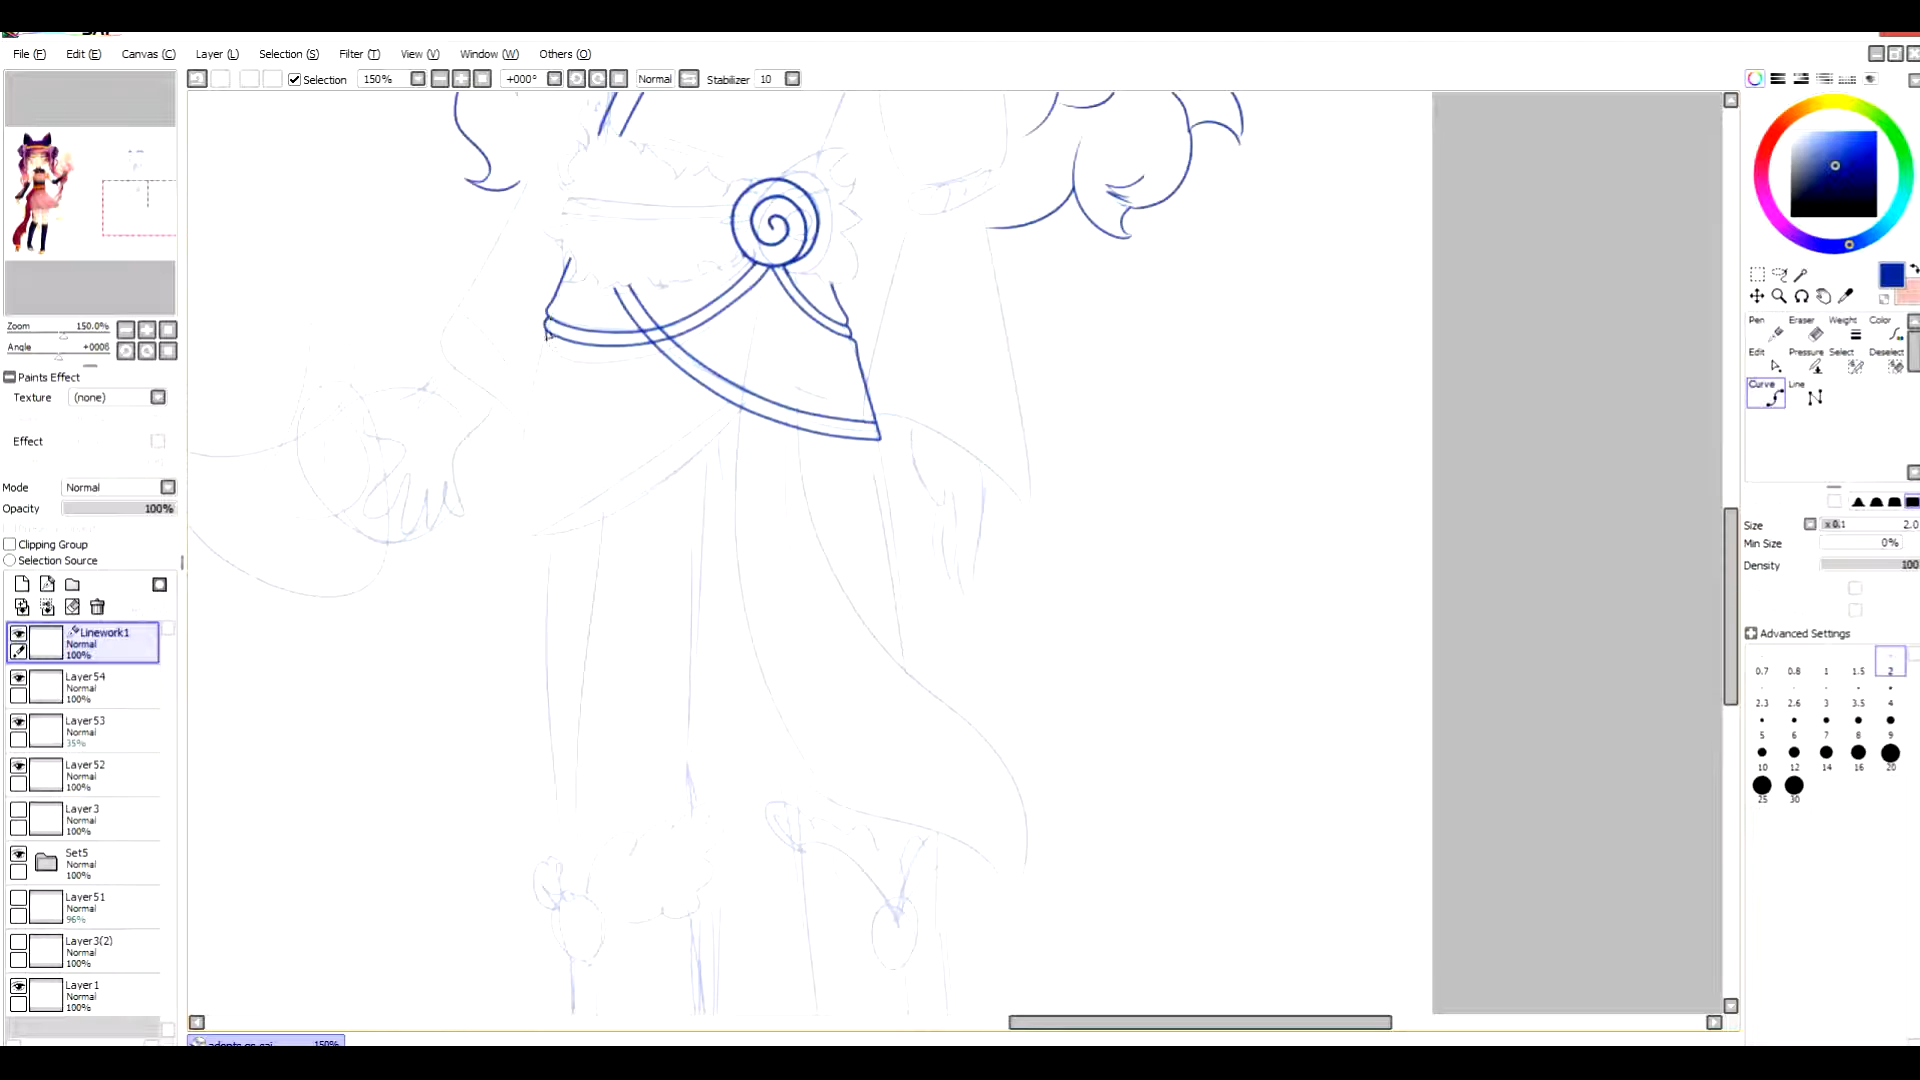 File (F) Edit (E) Canvas (C) Layer (L) Selection (S) Filter (T) View (V) Window (W) Others (O)
Selection 150% +000° Normal Stabilizer 10
Zoom 150.0%
Angle +000
Paints Effect
Texture (none)
Effect
Mode Normal
Opacity 100%
Clipping Group
Selection Source
Linework1
Normal
100%
Layer54
Normal
100%
Layer53
Normal
35%
Layer52
Normal
100%
Layer3
Normal
100%
Set5
Normal
100%
Layer51
Normal
96%
Layer3(2)
Normal
100%
Layer1
Normal
100%
150%
Pen Eraser Weight Color
Edit Pressure Select Deselect
Curve Line
Size x 0.1 2.0
Min Size 0%
Density 100
Advanced Settings
0.7 0.8 1 1.5 2
2.3 2.6 3 3.5 4
5 6 7 8 9
10 12 14 16 20
25 30